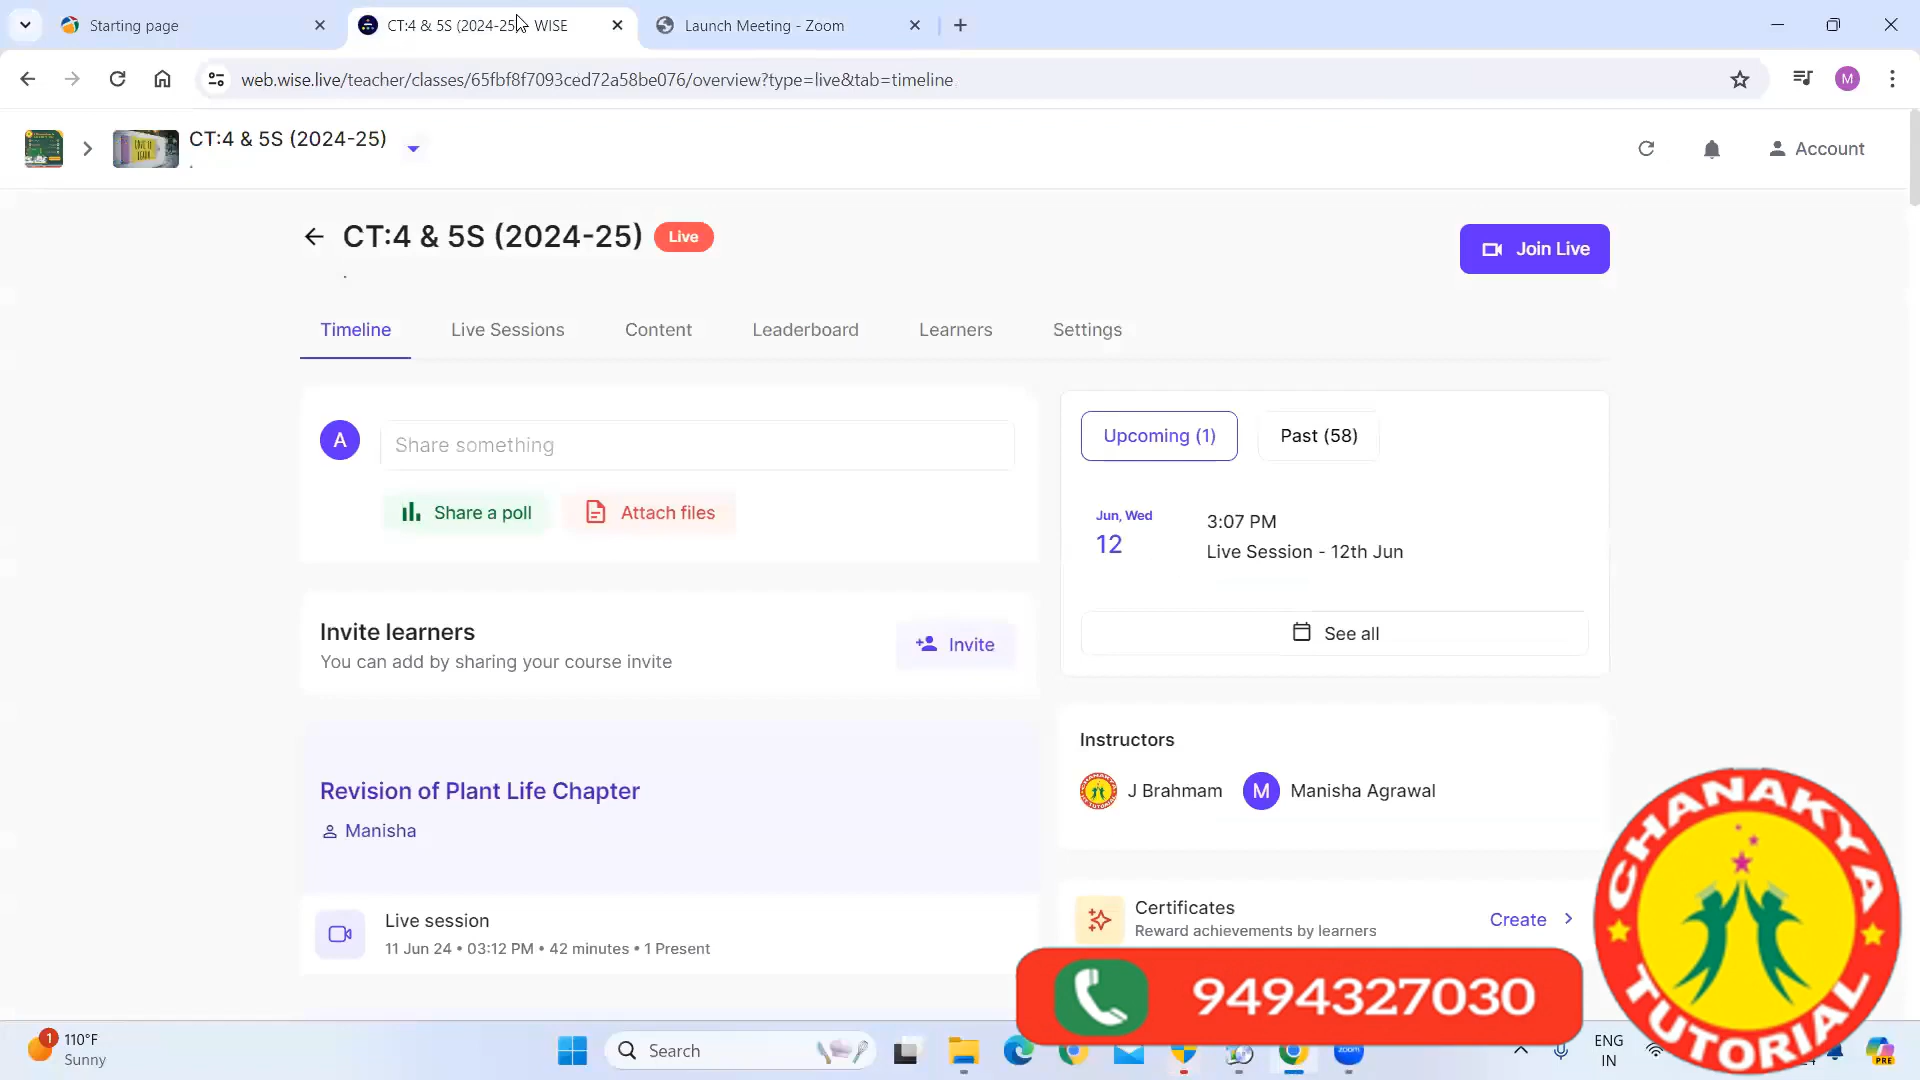 Starting page
CT:4 & 5S (2024-25) - WISE
Launch Meeting - Zoom
web.wise.live/teacher/classes/65fbf8f7093ced72a58be076/overview?type=live&tab=timeline
M
CT:4 & 5S (2024-25)
.
Account
CT:4 & 5S (2024-25)
Live
.
Join Live
Timeline
Live Sessions
Content
Leaderboard
Learners
Settings
A
Share something
Share a poll
Attach files
Upcoming (1)
Past (58)
Jun, Wed
12
3:07 PM
Live Session - 12th Jun
See all
Invite learners
You can add by sharing your course invite
Invite
Revision of Plant Life Chapter
Manisha
Live session
11 Jun 24 • 03:12 PM • 42 minutes • 1 Present
Instructors
J Brahmam
M
Manisha Agrawal
Certificates
Reward achievements by learners
Create
9494327030
CHANAKYA
TUTORIAL
1
110°F
Sunny
Search
zoom
ENG
IN
PRE